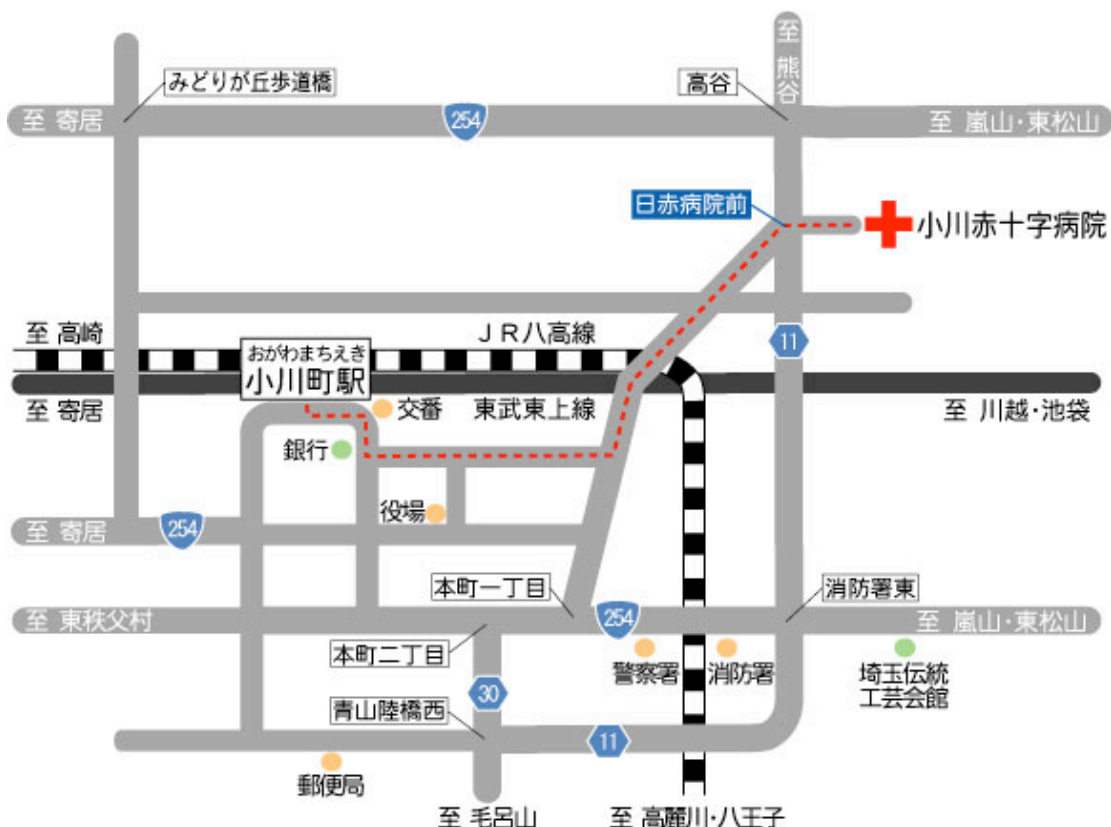 至 熊谷
みどりが丘歩道橋
高谷
至 寄居
254
至 嵐山・東松山
日赤病院前
小川赤十字病院
至 高崎
JR八高線
11
おがわまちえき
小川町駅
至 寄居
交番
東武東上線
至 川越・池袋
銀行
役場
至 寄居
254
本町一丁目
消防署東
至 東秩父村
254
至 嵐山・東松山
本町二丁目
警察署
消防署
埼玉伝統
工芸会館
30
青山陸橋西
11
郵便局
至 毛呂山
至 高麗川・八王子